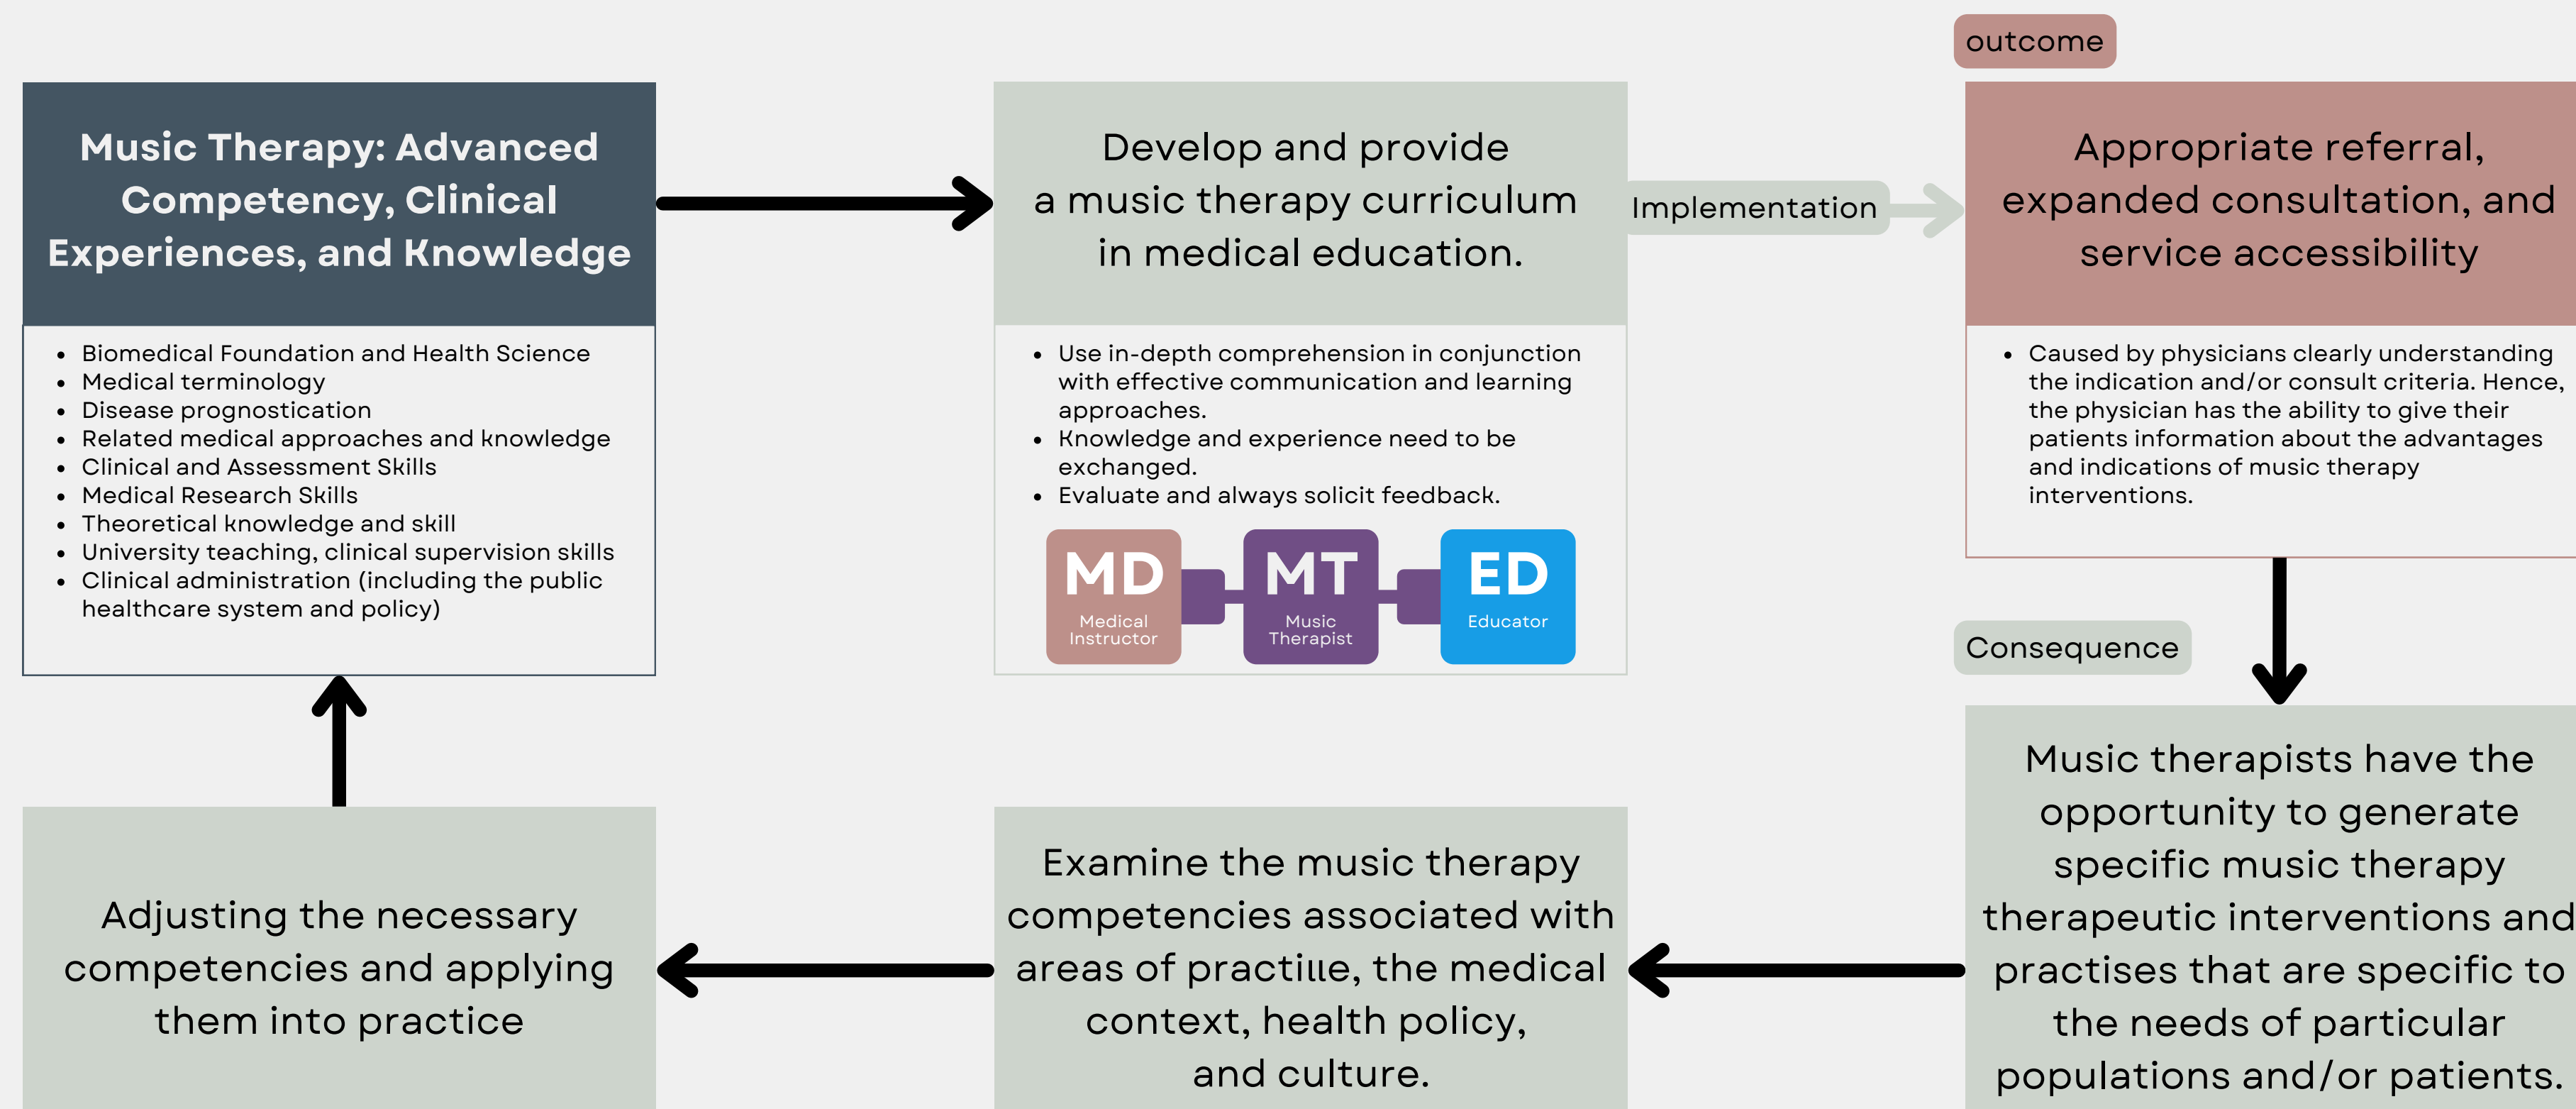 outcome
Music Therapy: Advanced
Competency, Clinical
Experiences, and Knowledge
• Biomedical Foundation and Health Science
• Medical terminology
• Disease prognostication
• Related medical approaches and knowledge
• Clinical and Assessment Skills
• Medical Research Skills
• Theoretical knowledge and skill
• University teaching, clinical supervision skills
• Clinical administration (including the public
healthcare system and policy)
Develop and provide
a music therapy curriculum
in medical education.
• Use in-depth comprehension in conjunction
with effective communication and learning
approaches.
• Knowledge and experience need to be
exchanged.
• Evaluate and always solicit feedback.
MD
Medical
Instructor
MT
Music
Therapist
ED
Educator
Implementation
Appropriate referral,
expanded consultation, and
service accessibility
• Caused by physicians clearly understanding
the indication and/or consult criteria. Hence,
the physician has the ability to give their
patients information about the advantages
and indications of music therapy
interventions.
Consequence
Music therapists have the
opportunity to generate
specific music therapy
therapeutic interventions and
practises that are specific to
the needs of particular
populations and/or patients.
Examine the music therapy
competencies associated with
areas of , the medical
context, health policy,
and culture.
Adjusting the necessary
competencies and applying
them into practice